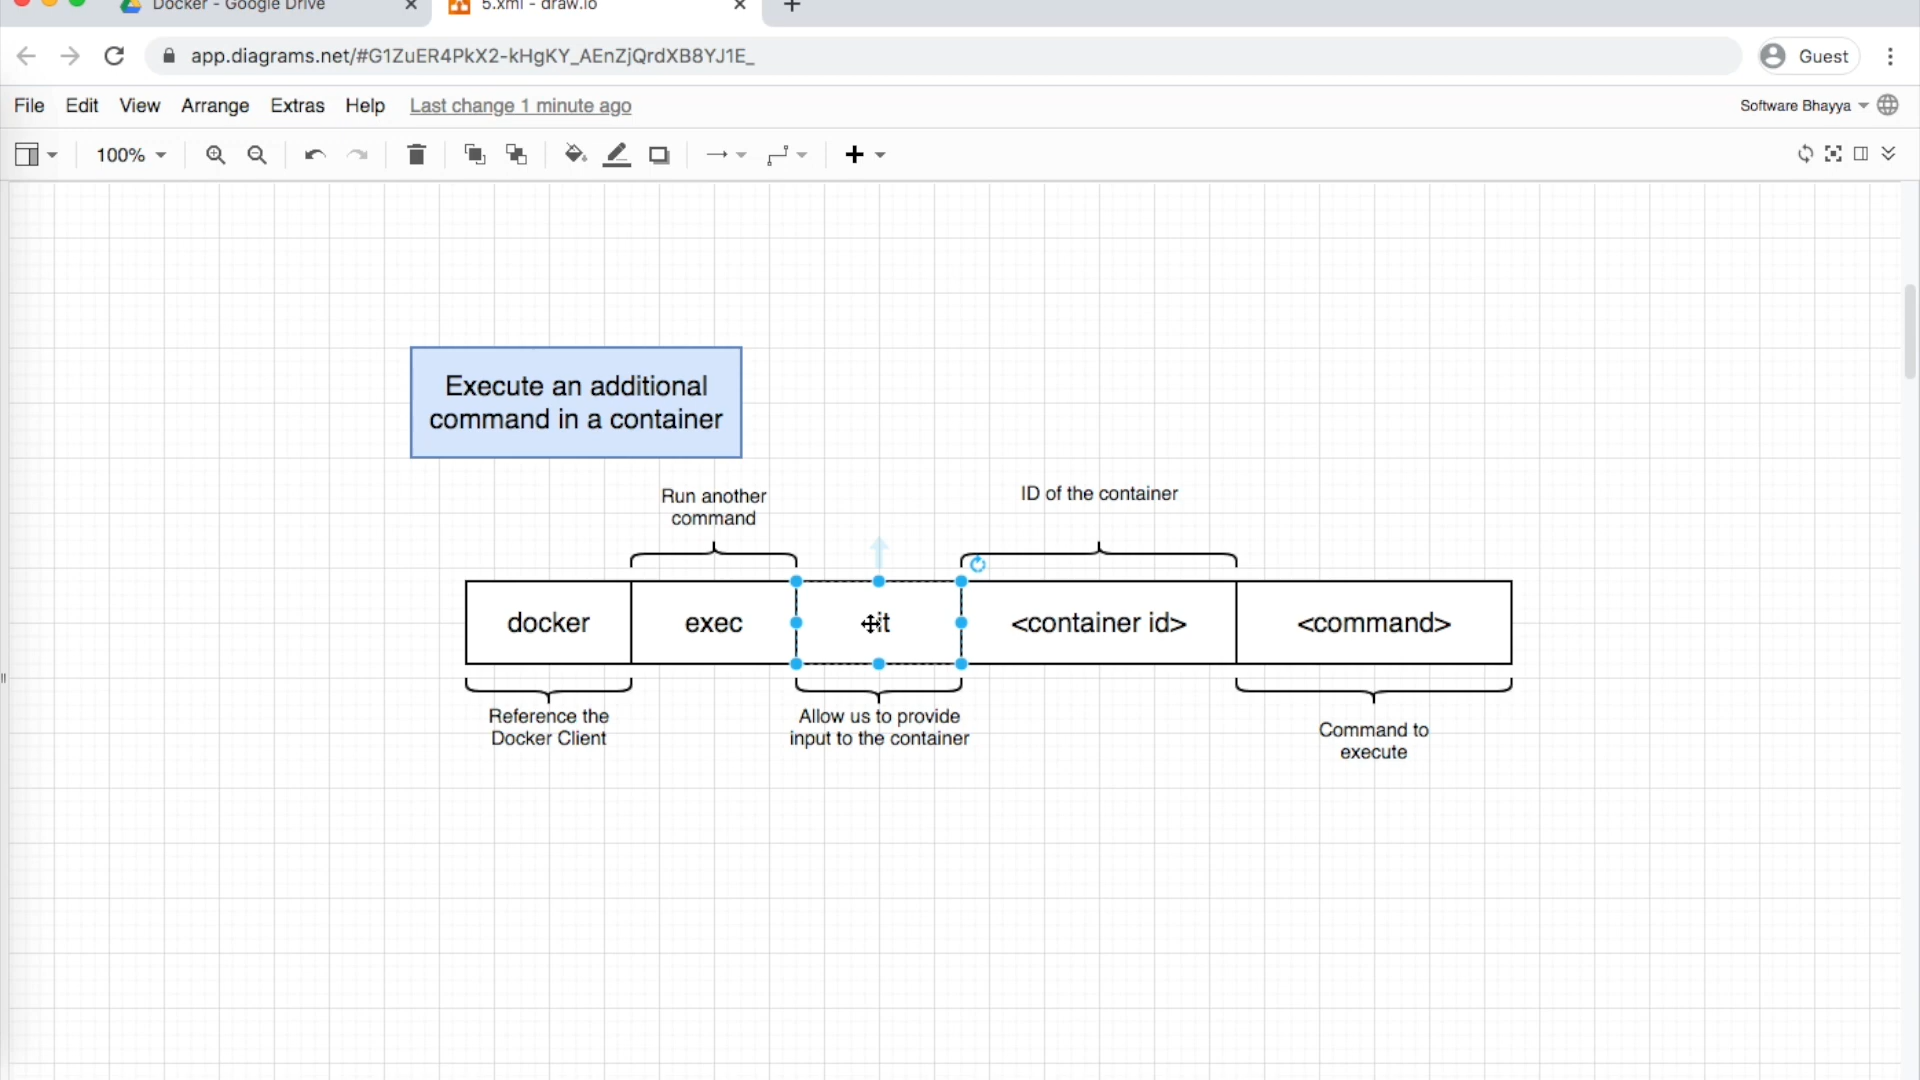 Docker - Google Drive
5.xml - draw.io
app.diagrams.net/#G1ZuER4PkX2-kHgKY_AEnZjQrdXB8YJ1E_
Guest
File Edit View Arrange Extras Help Last change 1 minute ago
Software Bhayya
100%
Execute an additional
command in a container
Run another
command
ID of the container
docker
exec
it
<container id>
<command>
Reference the
Docker Client
Allow us to provide
input to the container
Command to
execute